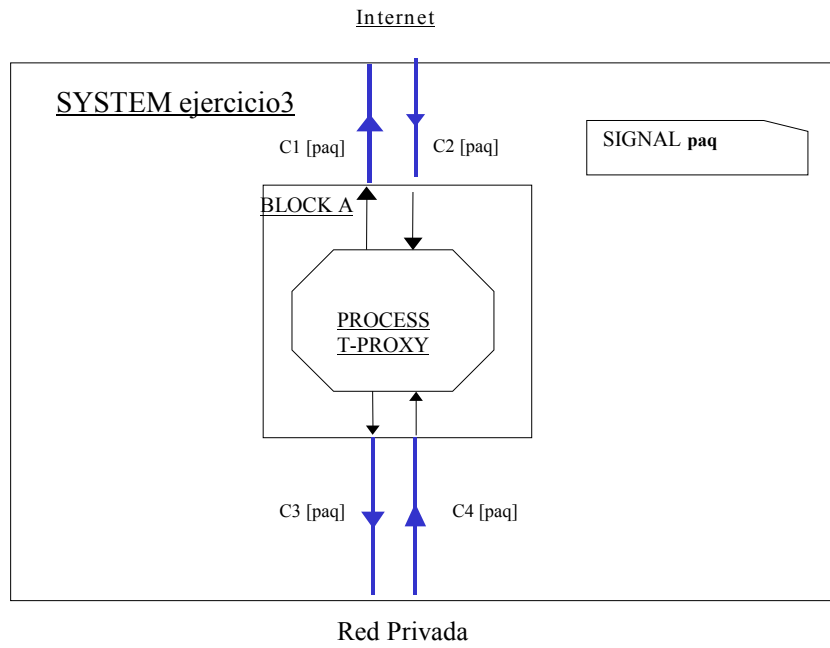 Internet
SYSTEM ejercicio3
C1 [paq]
C2 [paq]
SIGNAL paq
BLOCK A
PROCESS
T-PROXY
C3 [paq]
C4 [paq]
Red Privada